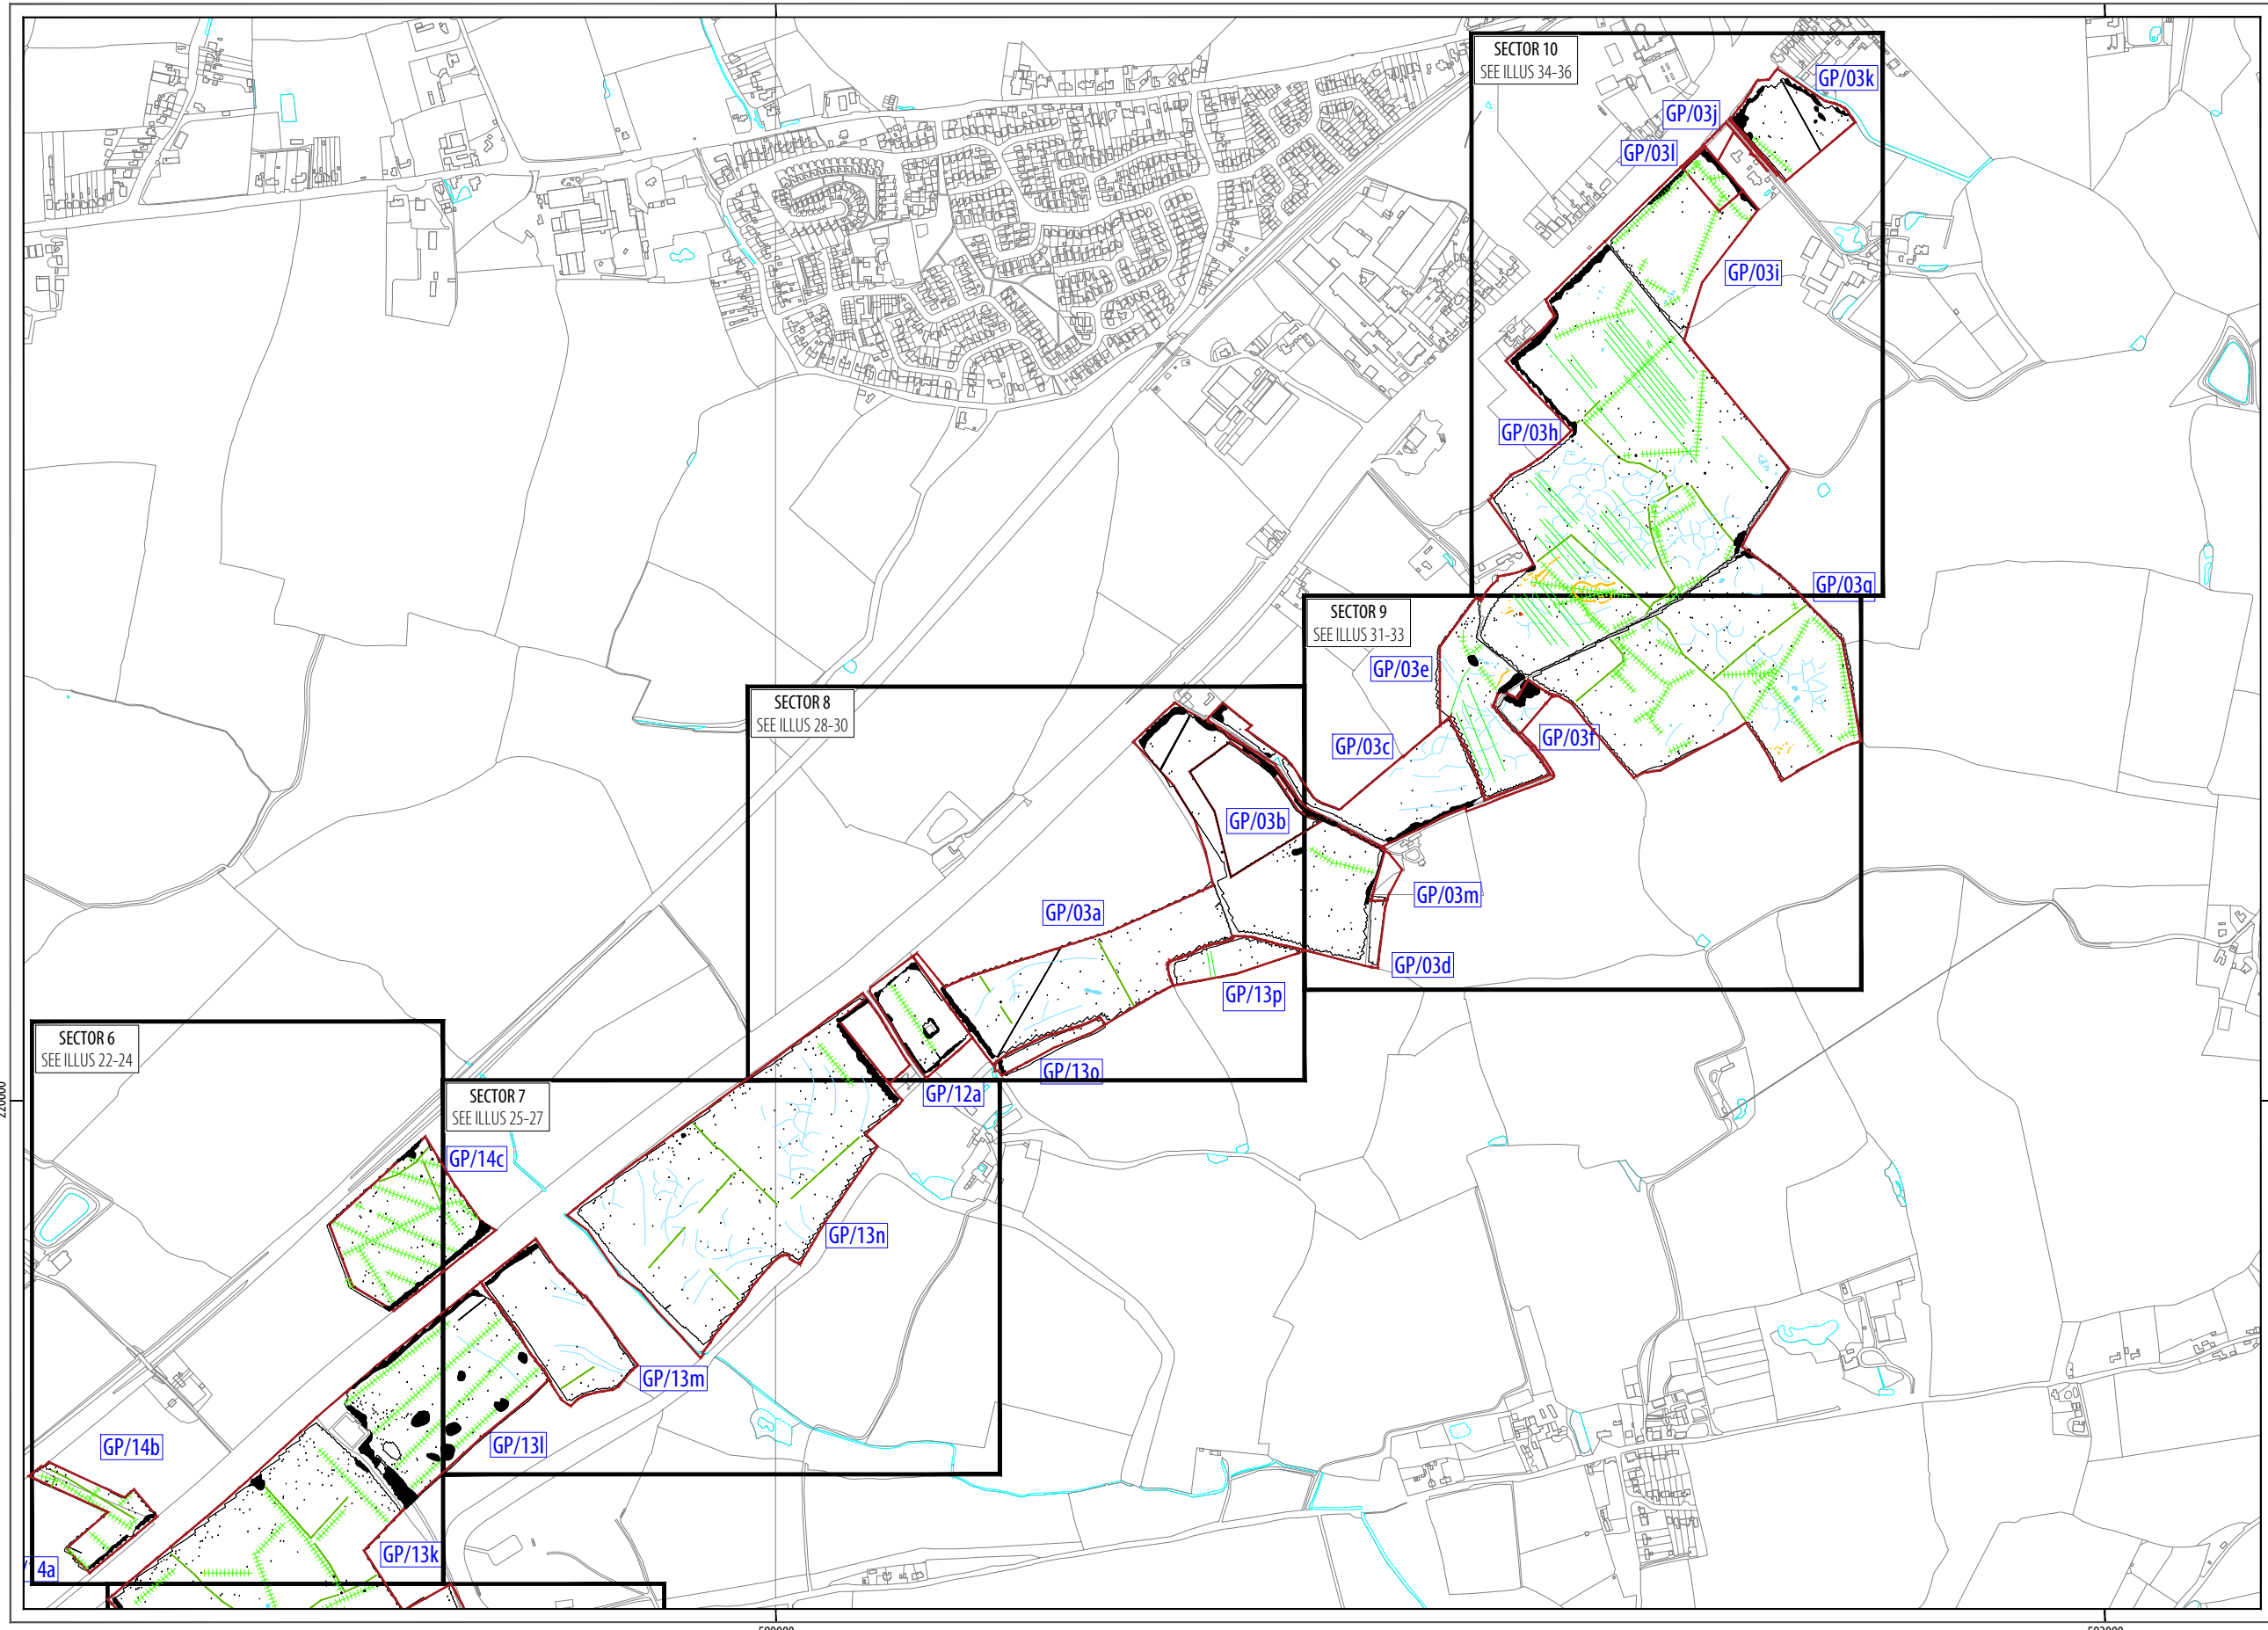 SECTOR 10
SEE ILLUS 34-36
GP/03k
GP/03j
GP/03l
GP/03i
GP/03h
GP/03g
SECTOR 9
SEE ILLUS 31-33
GP/03e
GP/03f
GP/03c
SECTOR 8
SEE ILLUS 28-30
GP/03b
GP/03m
GP/03a
GP/03d
GP/13p
GP/13o
GP/12a
SECTOR 6
SEE ILLUS 22-24
SECTOR 7
SEE ILLUS 25-27
GP/14c
GP/13n
GP/13m
GP/13l
GP/14b
GP/13k
4a
220000